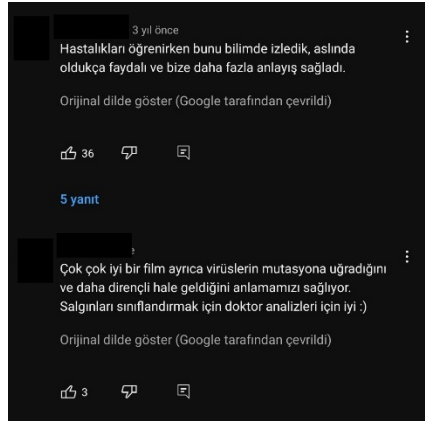 3 yıl önce
Hastalıkları öğrenirken bunu bilimde izledik, aslında
oldukça faydalı ve bize daha fazla anlayış sağladı.
Orijinal dilde göster (Google tarafından çevrildi)
36
5 yanıt
Çok çok iyi bir film ayrıca virüslerin mutasyona uğradığını
ve daha dirençli hale geldiğini anlamamızı sağlıyor.
Salgınları sınıflandırmak için doktor analizleri için iyi :)
Orijinal dilde göster (Google tarafından çevrildi)
3